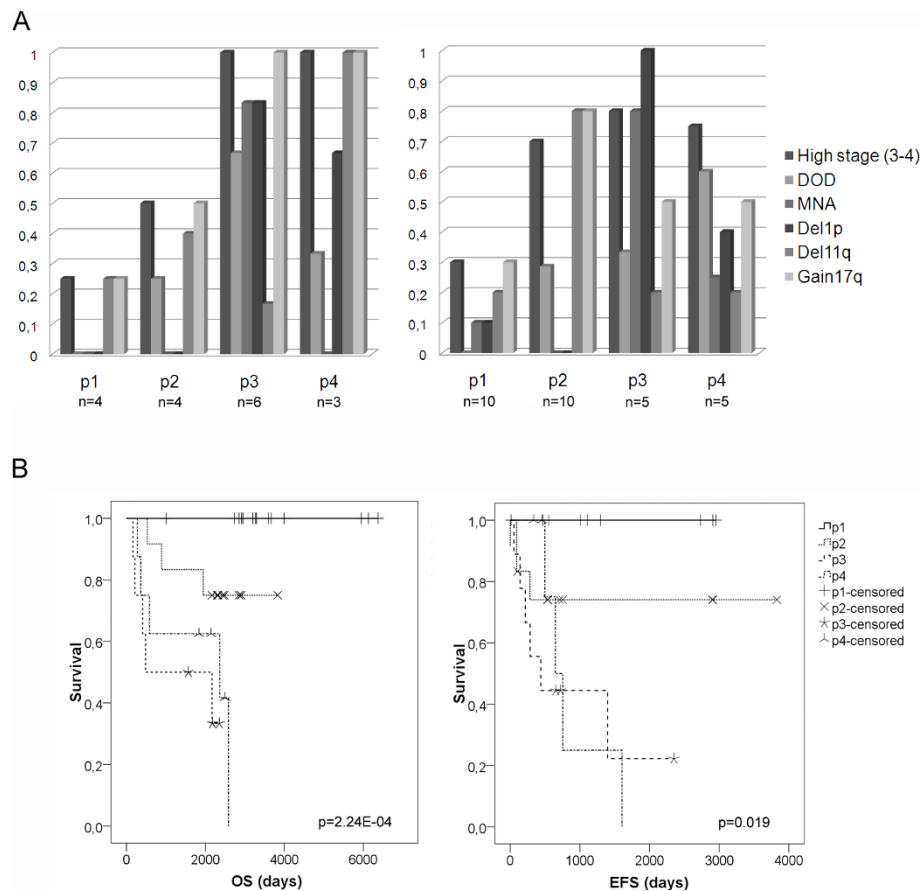 A
1
0,9
0,8
0,7
0,6
0,5
0,4
0,3
0,2
0,1
0
p1 p2 p3 p4
n=4 n=4 n=6 n=3
1
0,9
0,8
0,7
0,6
0,5
0,4
0,3
0,2
0,1
0
p1 p2 p3 p4
n=10 n=10 n=5 n=5
High stage (3-4)
DOD
MNA
Del1p
Del11q
Gain17q
B
Survival
1,0
0,8
0,6
0,4
0,2
0,0
p=2.24E-04
0 2000 4000 6000
OS (days)
Survival
1,0
0,8
0,6
0,4
0,2
0,0
p=0.019
0 1000 2000 3000 4000
EFS (days)
p1
p2
p3
p4
p1-censored
p2-censored
p3-censored
p4-censored